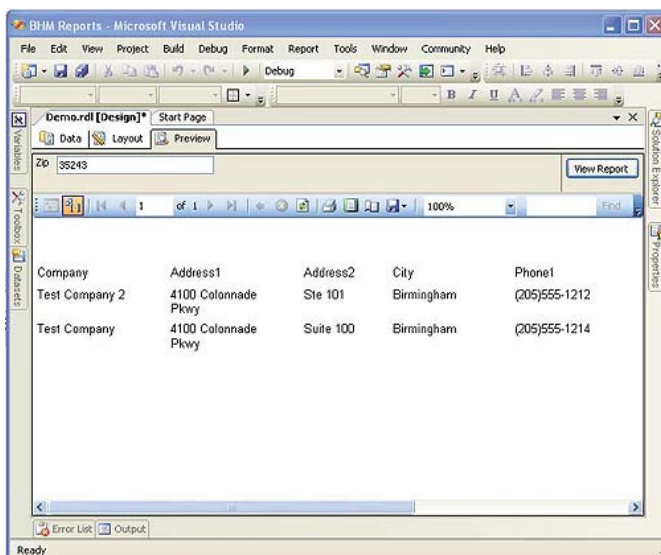 BHM Reports - Microsoft Visual Studio
File Edit View Project Build Debug Format Report Tools Window Community Help
Debug
B I U A
Demo.rdl [Design]* Start Page
Data Layout Preview
Zip 35243 View Report
1 of 1 100% Find
Company Address1 Address2 City Phone1
Test Company 2 4100 Colonnade Pkwy Ste 101 Birmingham (205)555-1212
Test Company 4100 Colonnade Pkwy Suite 100 Birmingham (205)555-1214
Variables
Toolbox
Datasets
Solution Explorer
Properties
Error List Output
Ready